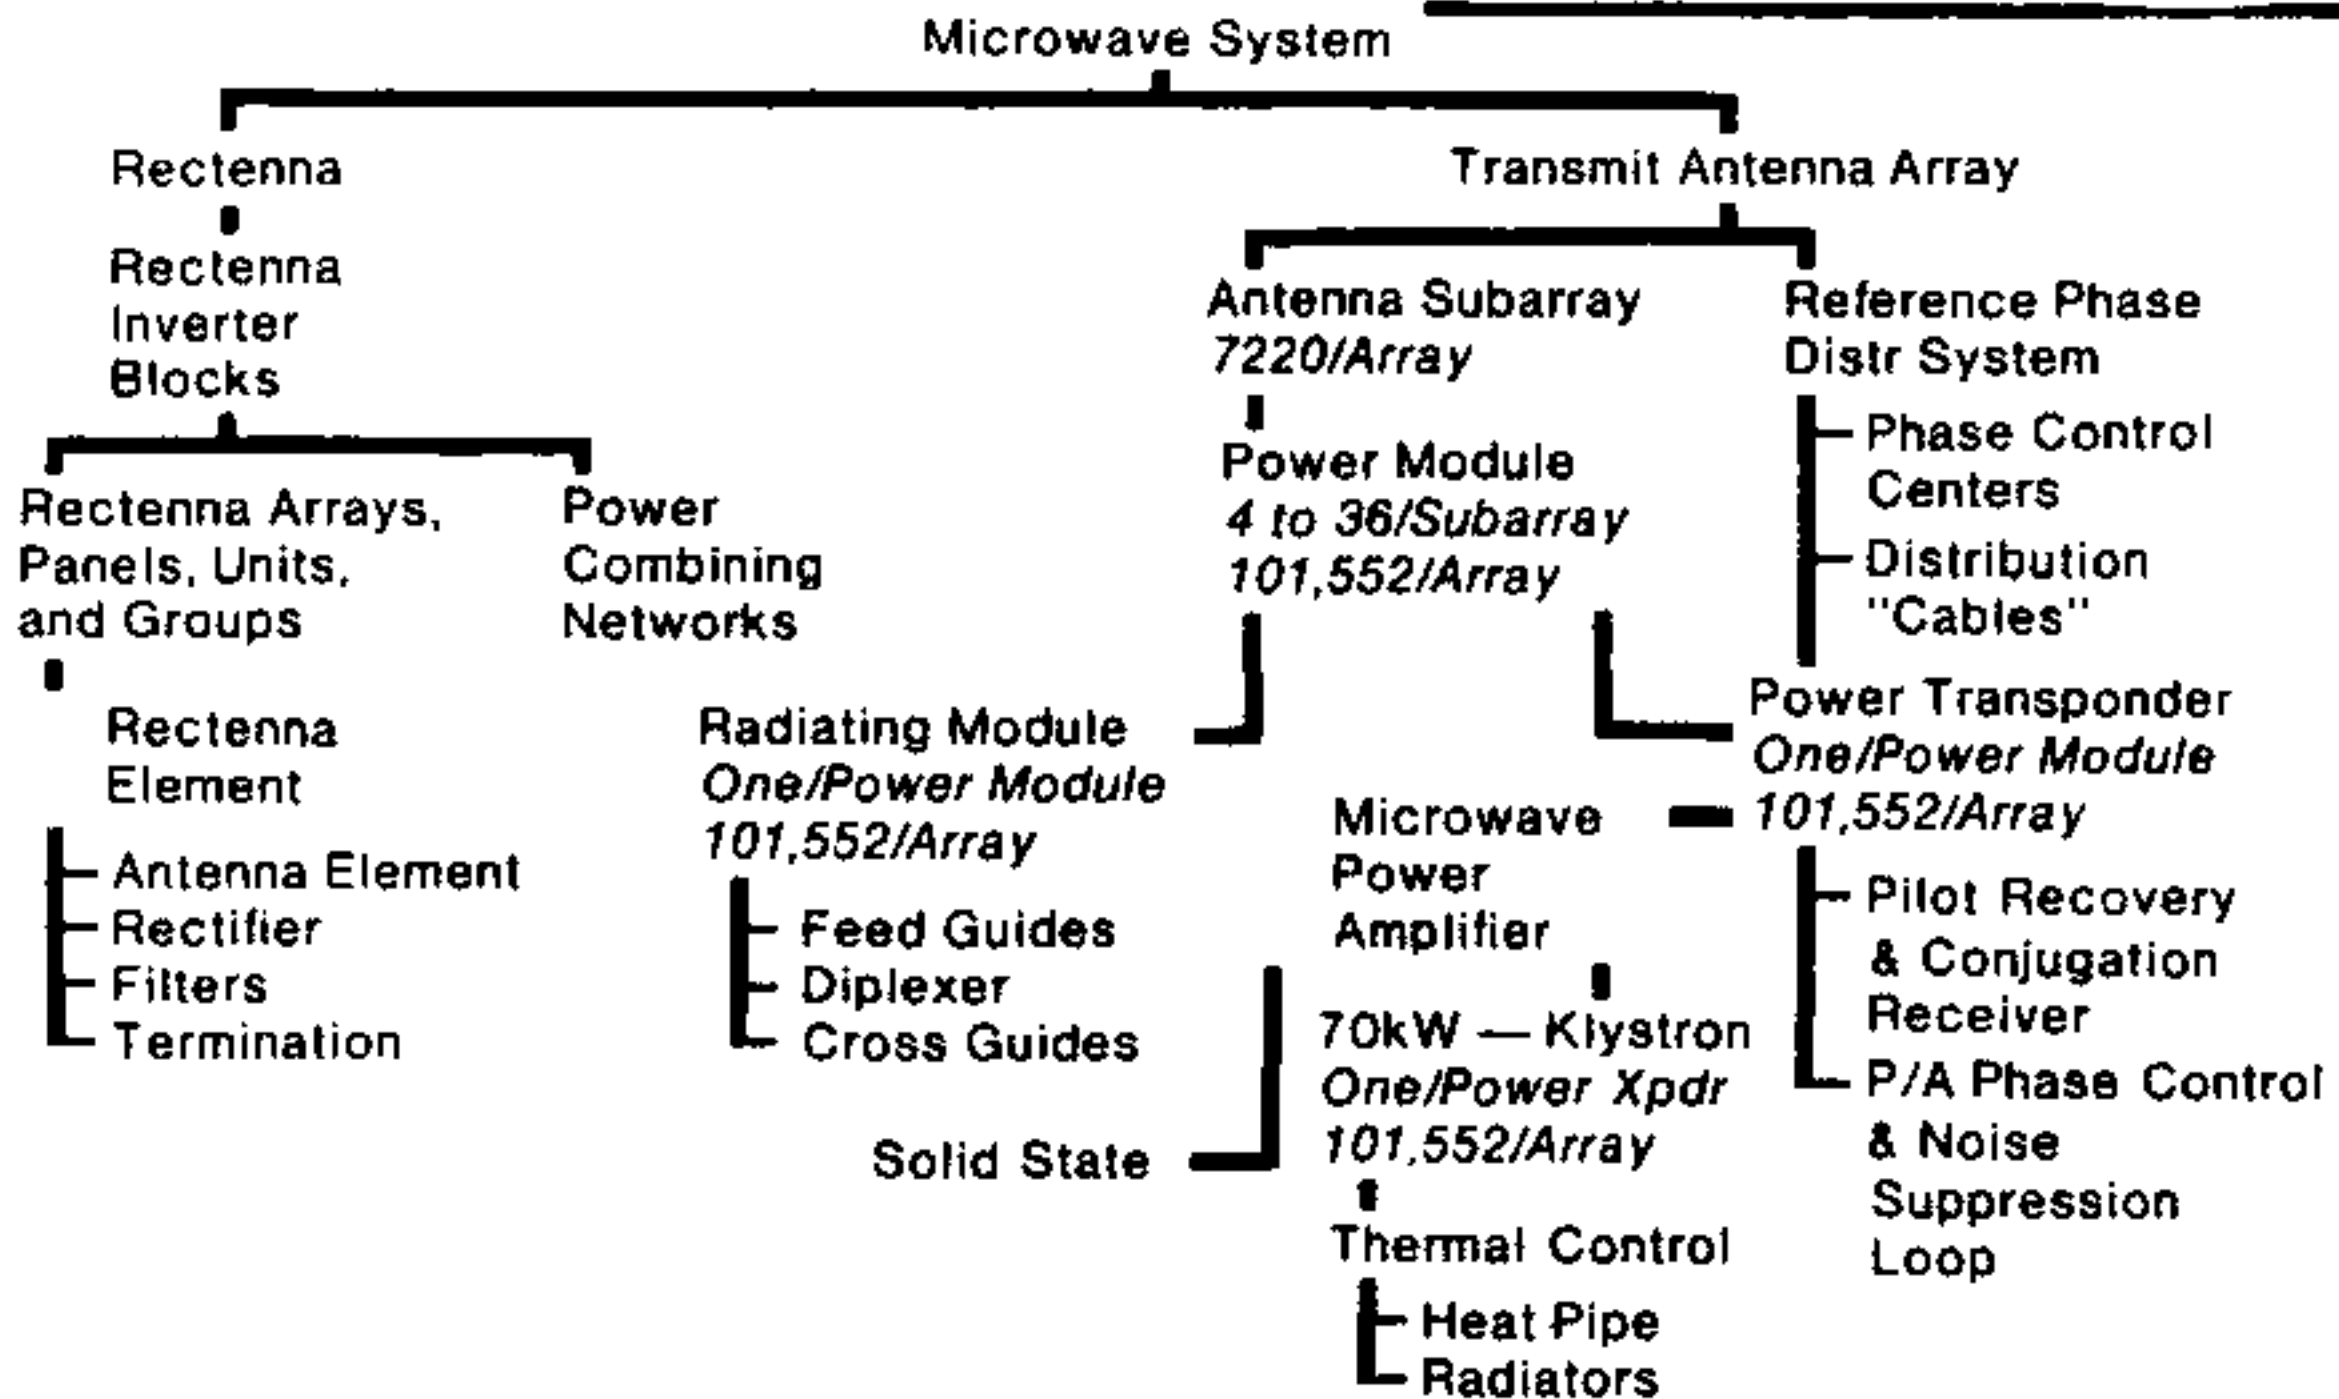 Microwave System
Rectenna
Transmit Antenna Array
Rectenna
Inverter
Blocks
Antenna Subarray
7220/Array
Reference Phase
Distr System
Phase Control
Centers
Distribution
"Cables"
Power Module
4 to 36/Subarray
101,552/Array
Rectenna Arrays,
Panels, Units,
and Groups
Power
Combining
Networks
Rectenna
Element
Antenna Element
Rectifier
Filters
Termination
Radiating Module
One/Power Module
101,552/Array
Feed Guides
Diplexer
Cross Guides
Power Transponder
One/Power Module
101,552/Array
Microwave
Power
Amplifier
Pilot Recovery
& Conjugation
Receiver
P/A Phase Control
& Noise
Suppression
Loop
Solid State
70kW — Klystron
One/Power Xpdr
101,552/Array
Thermal Control
Heat Pipe
Radiators